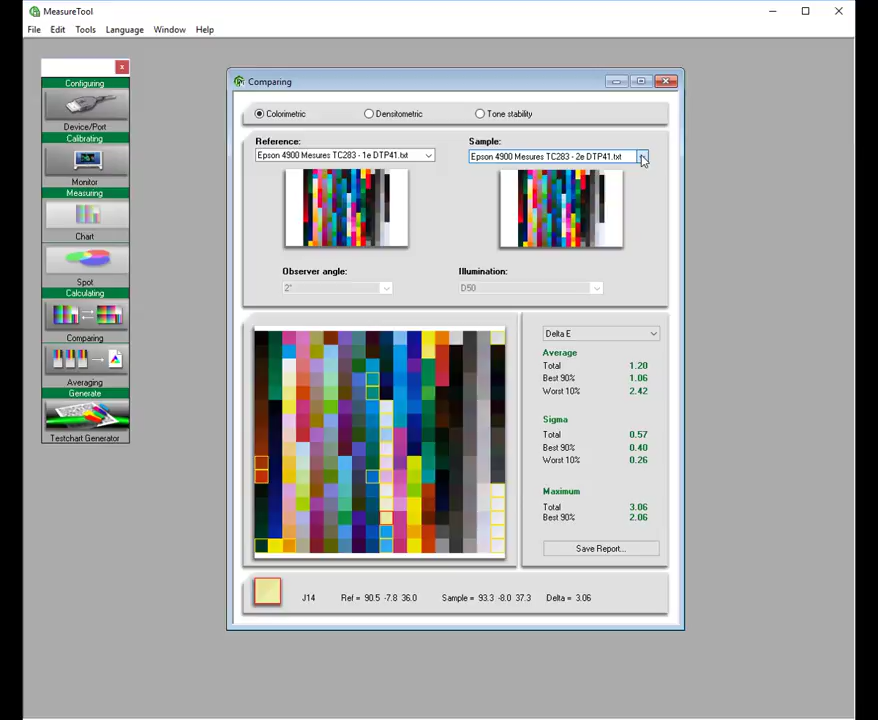 MeasureTool
File Edit Tools Language Window Help
Configuring
Device/Port
Calibrating
Monitor
Measuring
Chart
Spot
Calculating
Comparing
Averaging
Generate
Testchart Generator
Comparing
Colorimetric Densitometric Tone stability
Reference: Sample:
Epson 4900 Mesures TC283 - 1e DTP41.txt Epson 4900 Mesures TC283 - 2e DTP41.txt
Observer angle: Illumination:
2° D50
Delta E
Average
Total 1.20
Best 90% 1.06
Worst 10% 2.42
Sigma
Total 0.57
Best 90% 0.40
Worst 10% 0.26
Maximum
Total 3.06
Best 90% 2.06
Save Report...
J14 Ref = 90.5 -7.8 36.0 Sample = 93.3 -8.0 37.3 Delta = 3.06